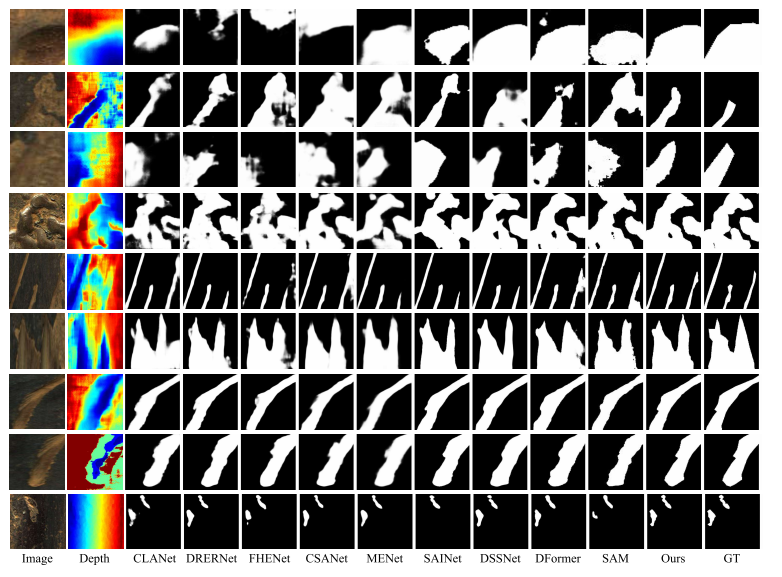 Image Depth CLANet DRERNet FHENet CSANet MENet SAINet DSSNet DFormer SAM Ours GT